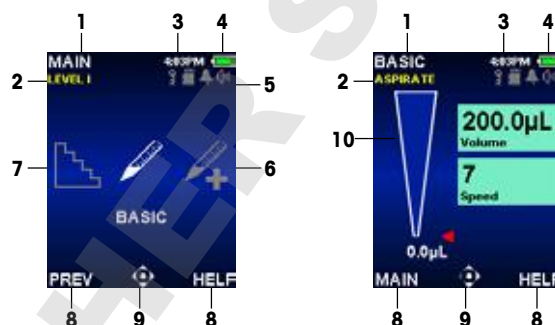 1 3 4
MAIN 4:03PM
2 LEVEL I 5
7 6
BASIC
PREV HELP
8 9 8
1 3 4
BASIC 4:03PM
2 ASPIRATE
10 200.0µL
Volume
7
Speed
0.0µL
MAIN HELP
8 9 8
HER S